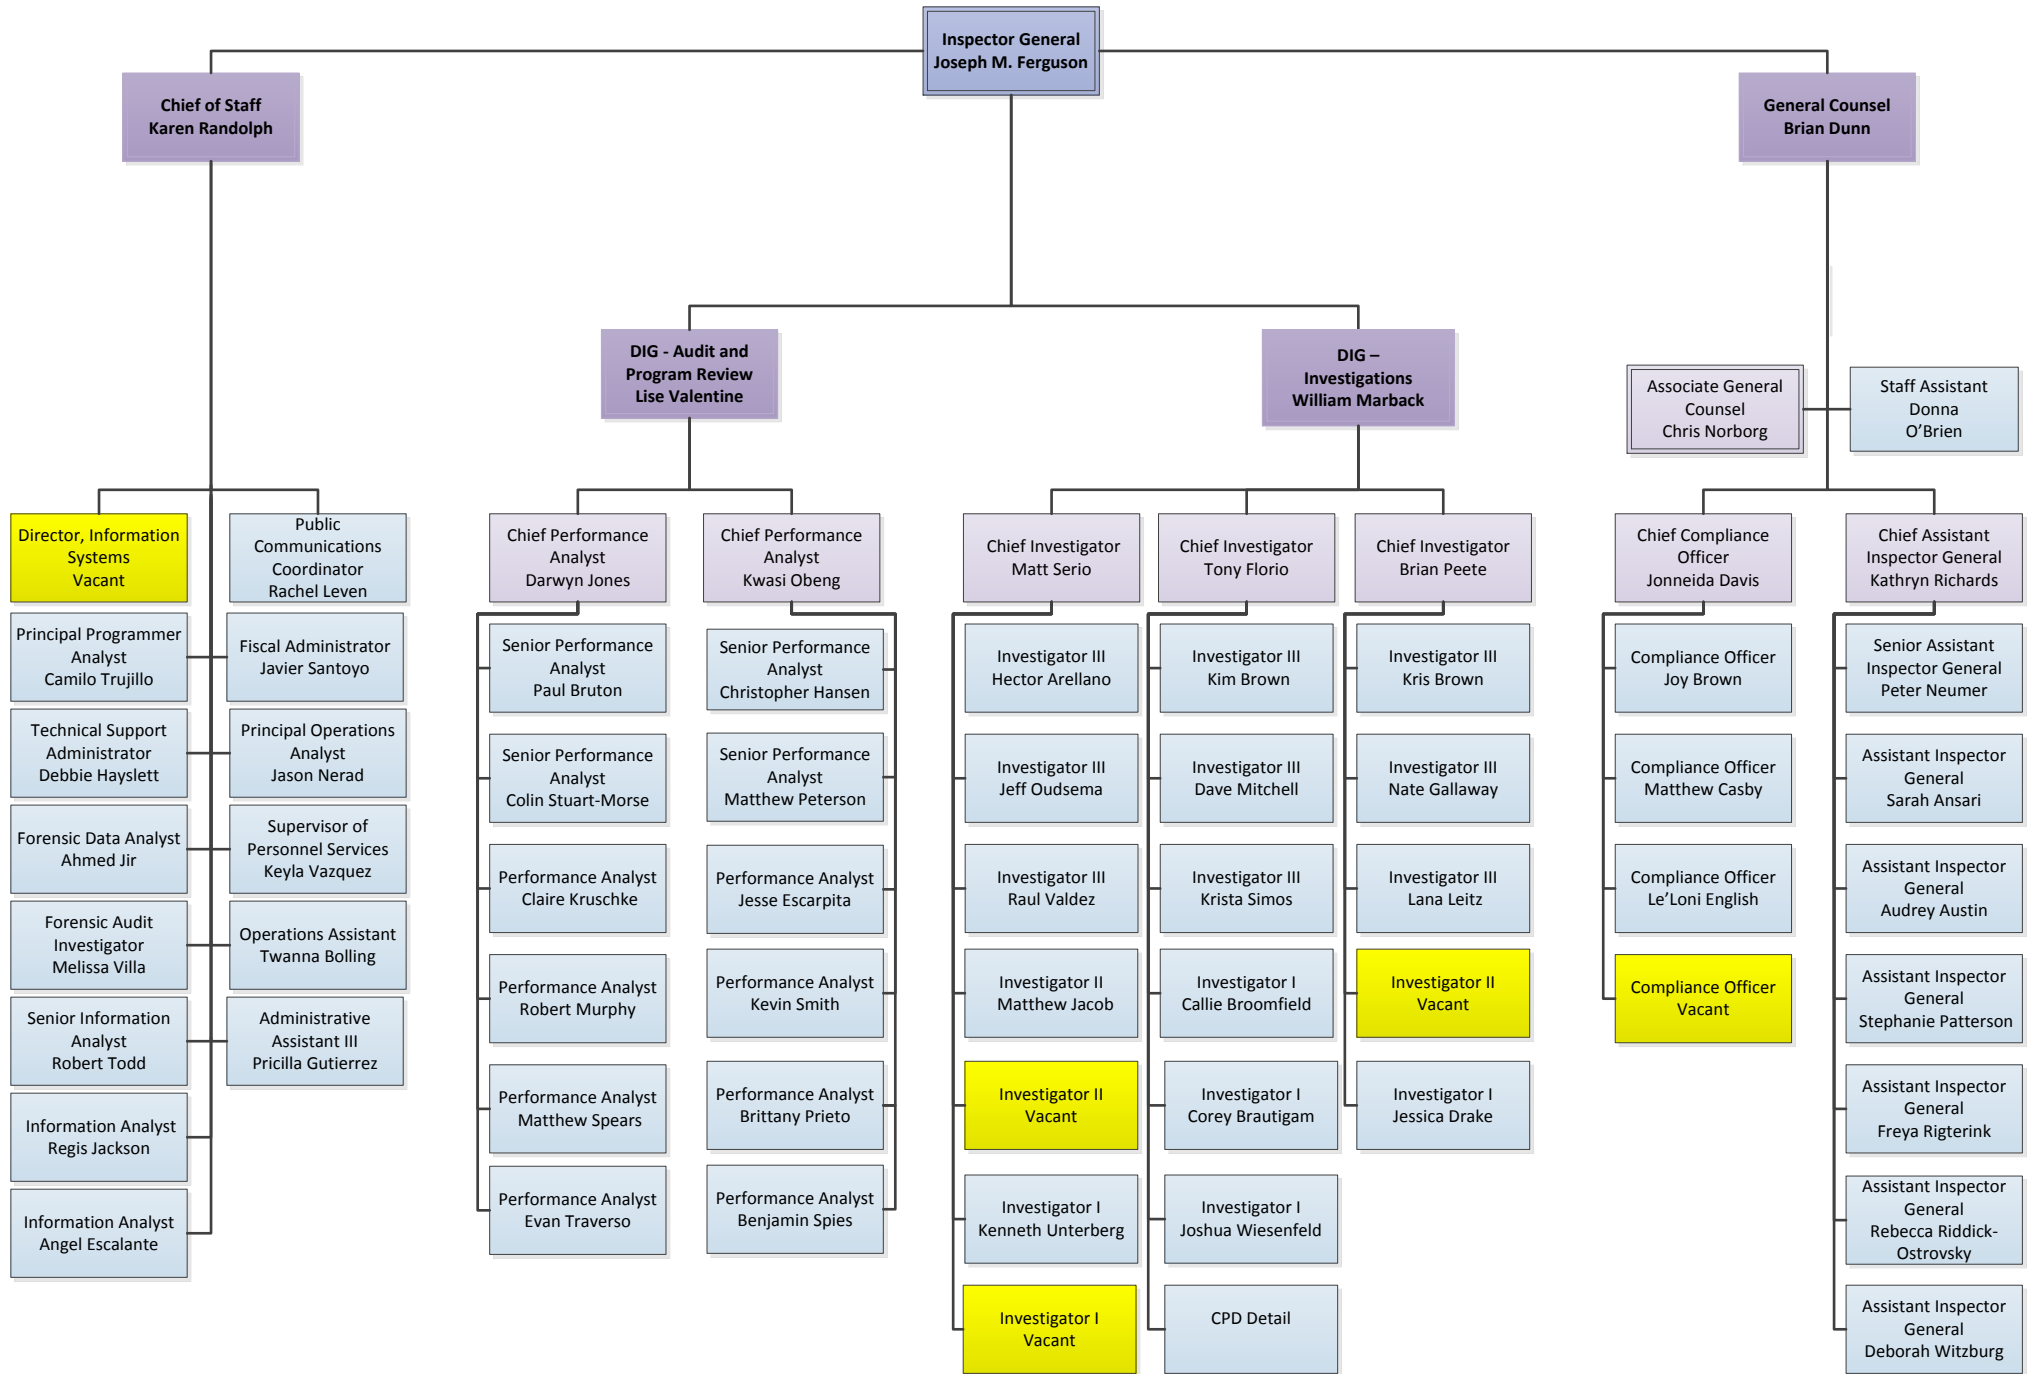 Inspector General
Joseph M. Ferguson
Chief of Staff
Karen Randolph
General Counsel
Brian Dunn
DIG - Audit and
Program Review
Lise Valentine
DIG –
Investigations
William Marback
Associate General
Counsel
Chris Norborg
Staff Assistant
Donna
O’Brien
Director, Information
Systems
Vacant
Public
Communications
Coordinator
Rachel Leven
Principal Programmer
Analyst
Camilo Trujillo
Fiscal Administrator
Javier Santoyo
Technical Support
Administrator
Debbie Hayslett
Principal Operations
Analyst
Jason Nerad
Forensic Data Analyst
Ahmed Jir
Supervisor of
Personnel Services
Keyla Vazquez
Forensic Audit
Investigator
Melissa Villa
Operations Assistant
Twanna Bolling
Senior Information
Analyst
Robert Todd
Administrative
Assistant III
Pricilla Gutierrez
Information Analyst
Regis Jackson
Information Analyst
Angel Escalante
Chief Performance
Analyst
Darwyn Jones
Senior Performance
Analyst
Paul Bruton
Senior Performance
Analyst
Colin Stuart-Morse
Performance Analyst
Claire Kruschke
Performance Analyst
Robert Murphy
Performance Analyst
Matthew Spears
Performance Analyst
Evan Traverso
Chief Performance
Analyst
Kwasi Obeng
Senior Performance
Analyst
Christopher Hansen
Senior Performance
Analyst
Matthew Peterson
Performance Analyst
Jesse Escarpita
Performance Analyst
Kevin Smith
Performance Analyst
Brittany Prieto
Performance Analyst
Benjamin Spies
Chief Investigator
Matt Serio
Investigator III
Hector Arellano
Investigator III
Jeff Oudsema
Investigator III
Raul Valdez
Investigator II
Matthew Jacob
Investigator II
Vacant
Investigator I
Kenneth Unterberg
Investigator I
Vacant
Chief Investigator
Tony Florio
Investigator III
Kim Brown
Investigator III
Dave Mitchell
Investigator III
Krista Simos
Investigator I
Callie Broomfield
Investigator I
Corey Brautigam
Investigator I
Joshua Wiesenfeld
CPD Detail
Chief Investigator
Brian Peete
Investigator III
Kris Brown
Investigator III
Nate Gallaway
Investigator III
Lana Leitz
Investigator II
Vacant
Investigator I
Jessica Drake
Chief Compliance
Officer
Jonneida Davis
Compliance Officer
Joy Brown
Compliance Officer
Matthew Casby
Compliance Officer
Le’Loni English
Compliance Officer
Vacant
Chief Assistant
Inspector General
Kathryn Richards
Senior Assistant
Inspector General
Peter Neumer
Assistant Inspector
General
Sarah Ansari
Assistant Inspector
General
Audrey Austin
Assistant Inspector
General
Stephanie Patterson
Assistant Inspector
General
Freya Rigterink
Assistant Inspector
General
Rebecca Riddick-
Ostrovsky
Assistant Inspector
General
Deborah Witzburg